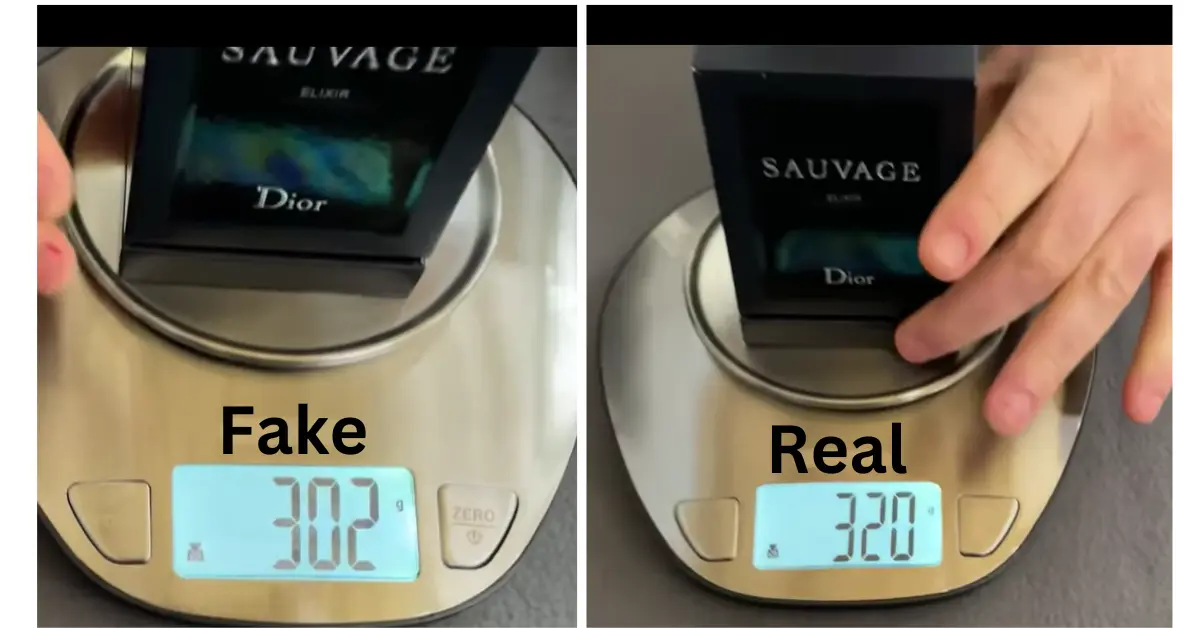 SAUVAGE
ELIXIR
Dior
Fake
302 g
ZERO
SAUVAGE
ELIXIR
Dior
Real
320 g